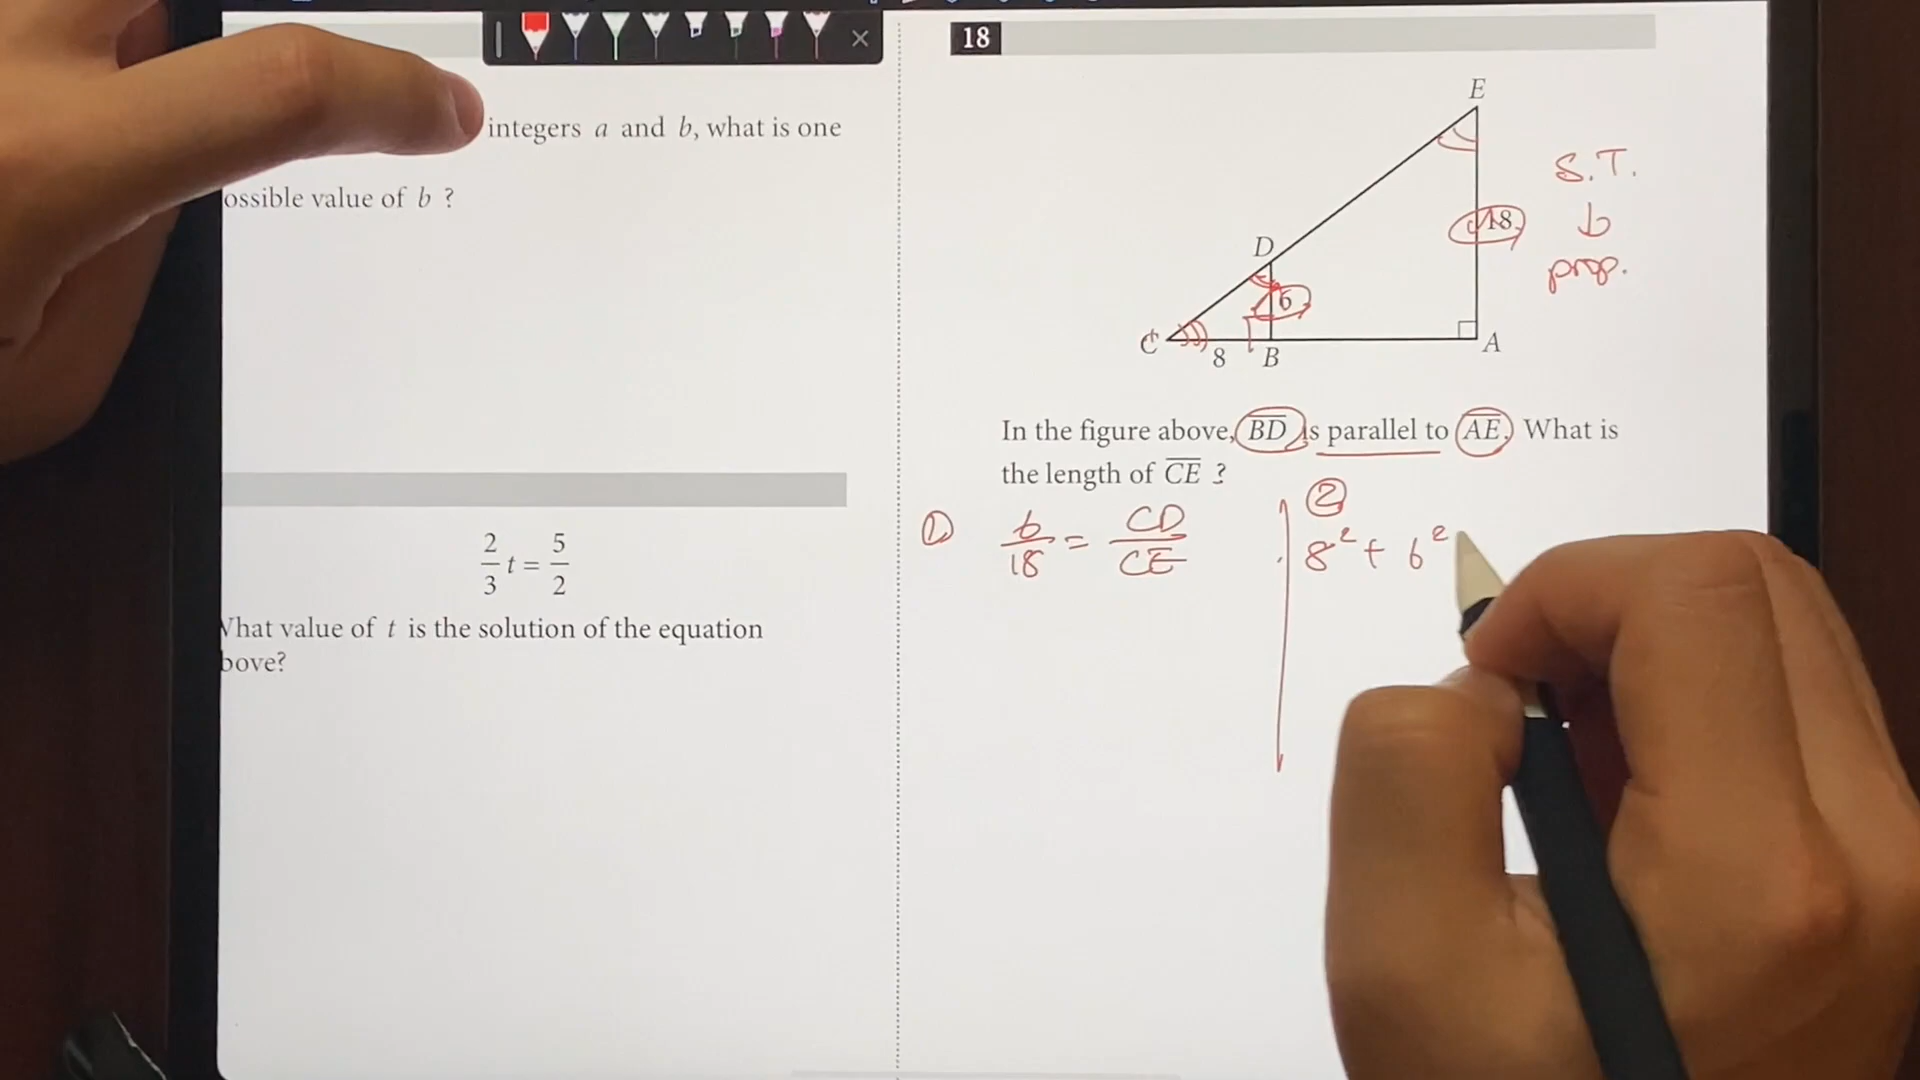 integers a and b, what is one
ossible value of b ?
2/3 t = 5/2
What value of t is the solution of the equation
bove?
18
E
D
18
6
C
8
B
A
S.T.
b
prop.
In the figure above, BD is parallel to AE. What is
the length of CE ?
① 6/18 = CD/CE
②
8² + 6²